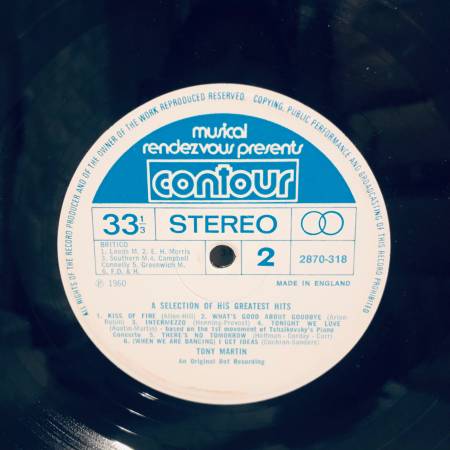 ALL RIGHTS OF THE RECORD PRODUCER AND OF THE OWNER OF THE WORK REPRODUCED RESERVED. COPYING, PUBLIC PERFORMANCE AND BROADCASTING OF THIS RECORD PROHIBITED
musical
rendezvous presents
contour
33 1/3 STEREO
BRITICO
1. Leeds M. 2. E. H. Morris
3. Southern M. 4. Campbell
Connelly 5. Greenwich M.
6. F.D. & H.
2
2870-318
℗ 1960
MADE IN ENGLAND
A SELECTION OF HIS GREATEST HITS
1. KISS OF FIRE (Allen-Hill) 2. WHAT'S GOOD ABOUT GOODBYE (Arlen-
Robin) 3. INTERMEZZO (Henning-Provost) 4. TONIGHT WE LOVE
(Austin-Martin) - based on the 1st movement of Tchaikovsky's Piano
Concerto 5. THERE'S NO TOMORROW (Hoffman - Corday - Carr)
6. (WHEN WE ARE DANCING) I GET IDEAS (Cochran-Sanders)
TONY MARTIN
An Original Dot Recording